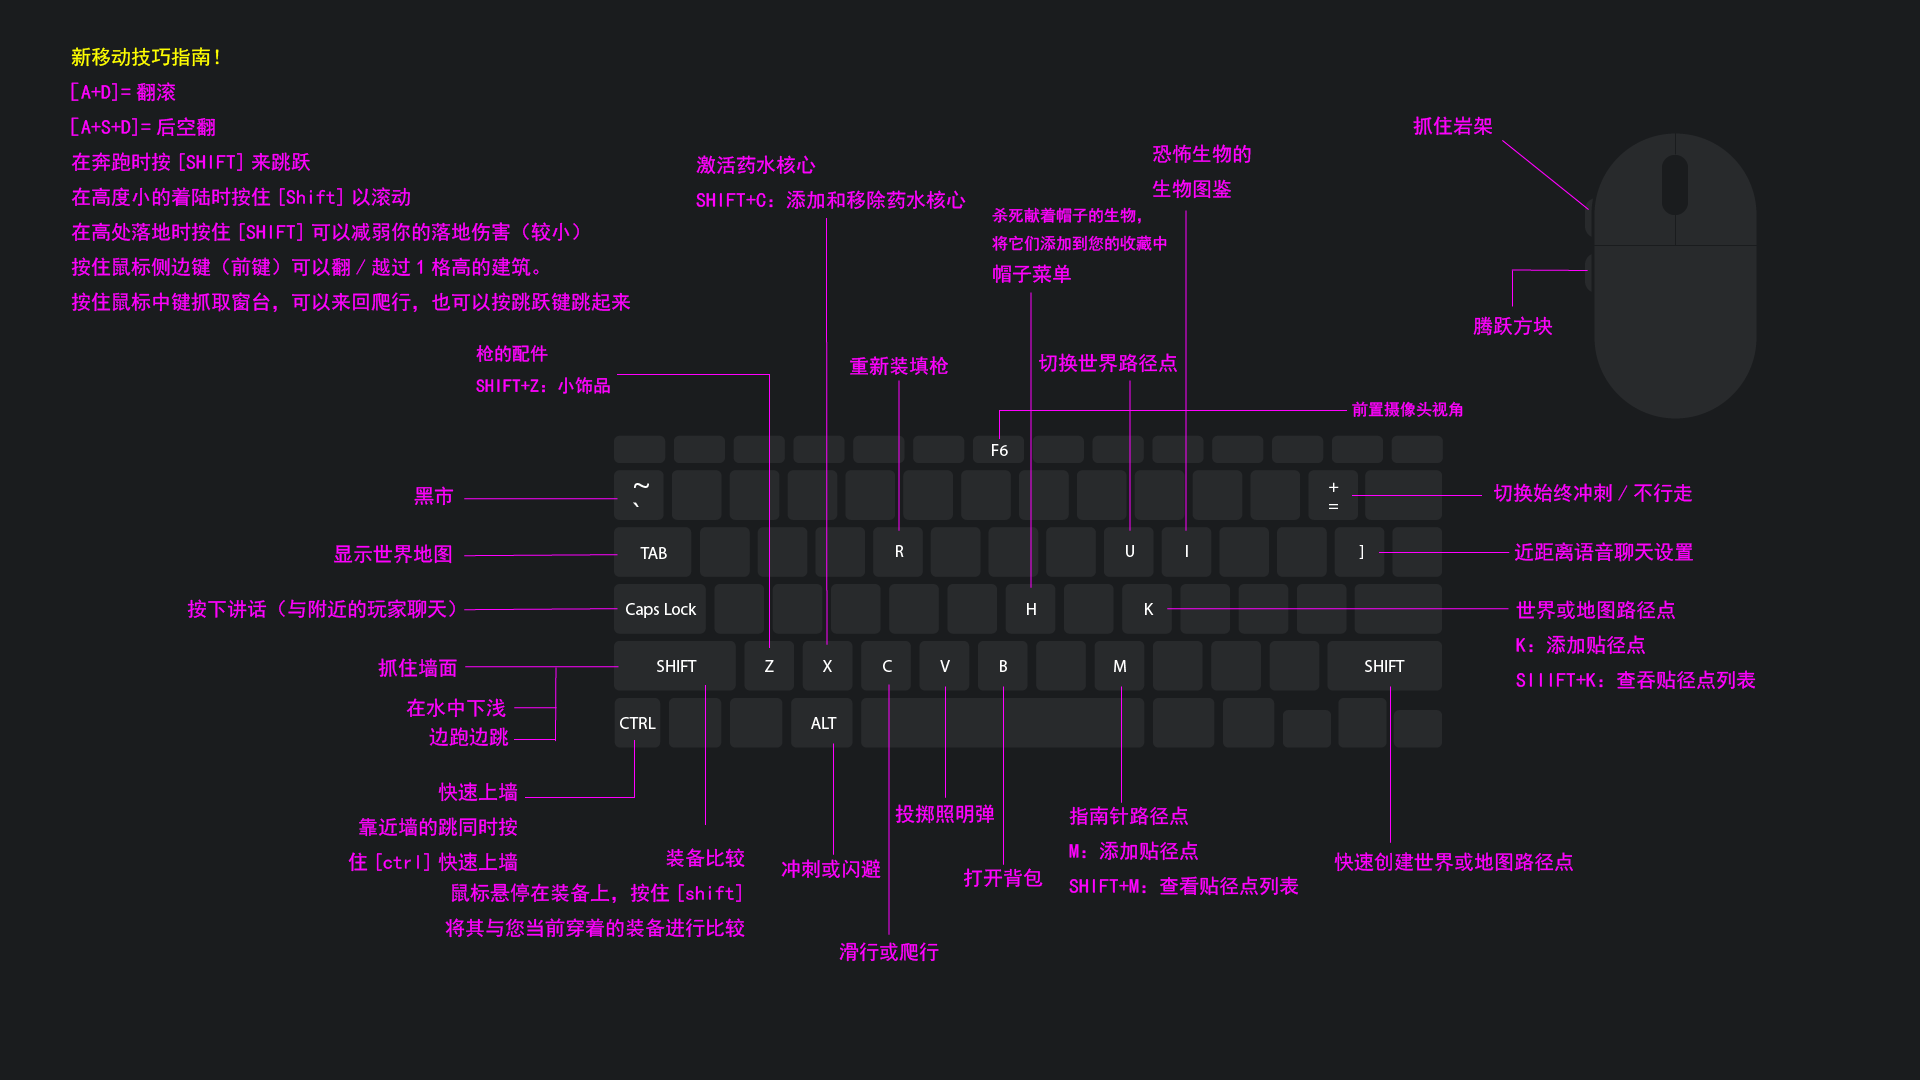 新移动技巧指南！
[A+D]= 翻滚
[A+S+D]= 后空翻
在奔跑时按 [SHIFT] 来跳跃
在高度小的着陆时按住 [Shift] 以滚动
在高处落地时按住 [SHIFT] 可以减弱你的落地伤害（较小）
按住鼠标侧边键（前键）可以翻 / 越过 1 格高的建筑。
按住鼠标中键抓取窗台，可以来回爬行，也可以按跳跃键跳起来
激活药水核心
SHIFT+C：添加和移除药水核心
恐怖生物的
生物图鉴
杀死献着帽子的生物，
将它们添加到您的收藏中
帽子菜单
抓住岩架
腾跃方块
枪的配件
SHIFT+Z：小饰品
重新装填枪
切换世界路径点
前置摄像头视角
F6
黑市
~
`
+
=
切换始终冲刺 / 不行走
显示世界地图
TAB
R
U
I
]
近距离语音聊天设置
按下讲话（与附近的玩家聊天）
Caps Lock
H
K
世界或地图路径点
K：添加贴径点
SIIIFT+K：查吞贴径点列表
抓住墙面
SHIFT
Z
X
C
V
B
M
SHIFT
在水中下浅
边跑边跳
CTRL
ALT
快速上墙
靠近墙的跳同时按
住 [ctrl] 快速上墙
装备比较
鼠标悬停在装备上，按住 [shift]
将其与您当前穿着的装备进行比较
冲刺或闪避
滑行或爬行
投掷照明弹
打开背包
指南针路径点
M：添加贴径点
SHIFT+M：查看贴径点列表
快速创建世界或地图路径点